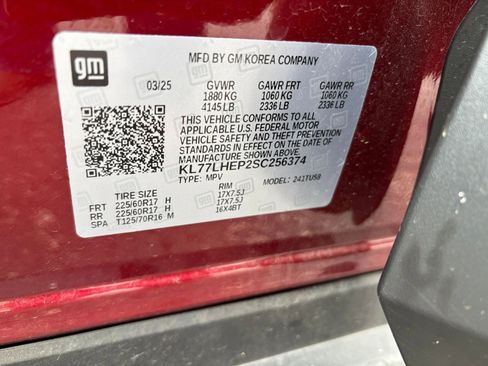 gm
MFD BY GM KOREA COMPANY
03/25 GVWR GAWR FRT GAWR RR
1880 KG 1060 KG 1060 KG
4145 LB 2336 LB 2336 LB
THIS VEHICLE CONFORMS TO ALL
APPLICABLE U.S. FEDERAL MOTOR
VEHICLE SAFETY AND THEFT PREVENTION
STANDARDS IN EFFECT ON THE DATE OF
MANUFACTURE SHOWN ABOVE.
KL77LHEP2SC256374
TYPE: MPV 241TUS8
TIRE SIZE RIM
FRT 225/60R17 H 17X7.5J
RR 225/60R17 H 17X7.5J
SPA T125/70R16 M 16X4BT